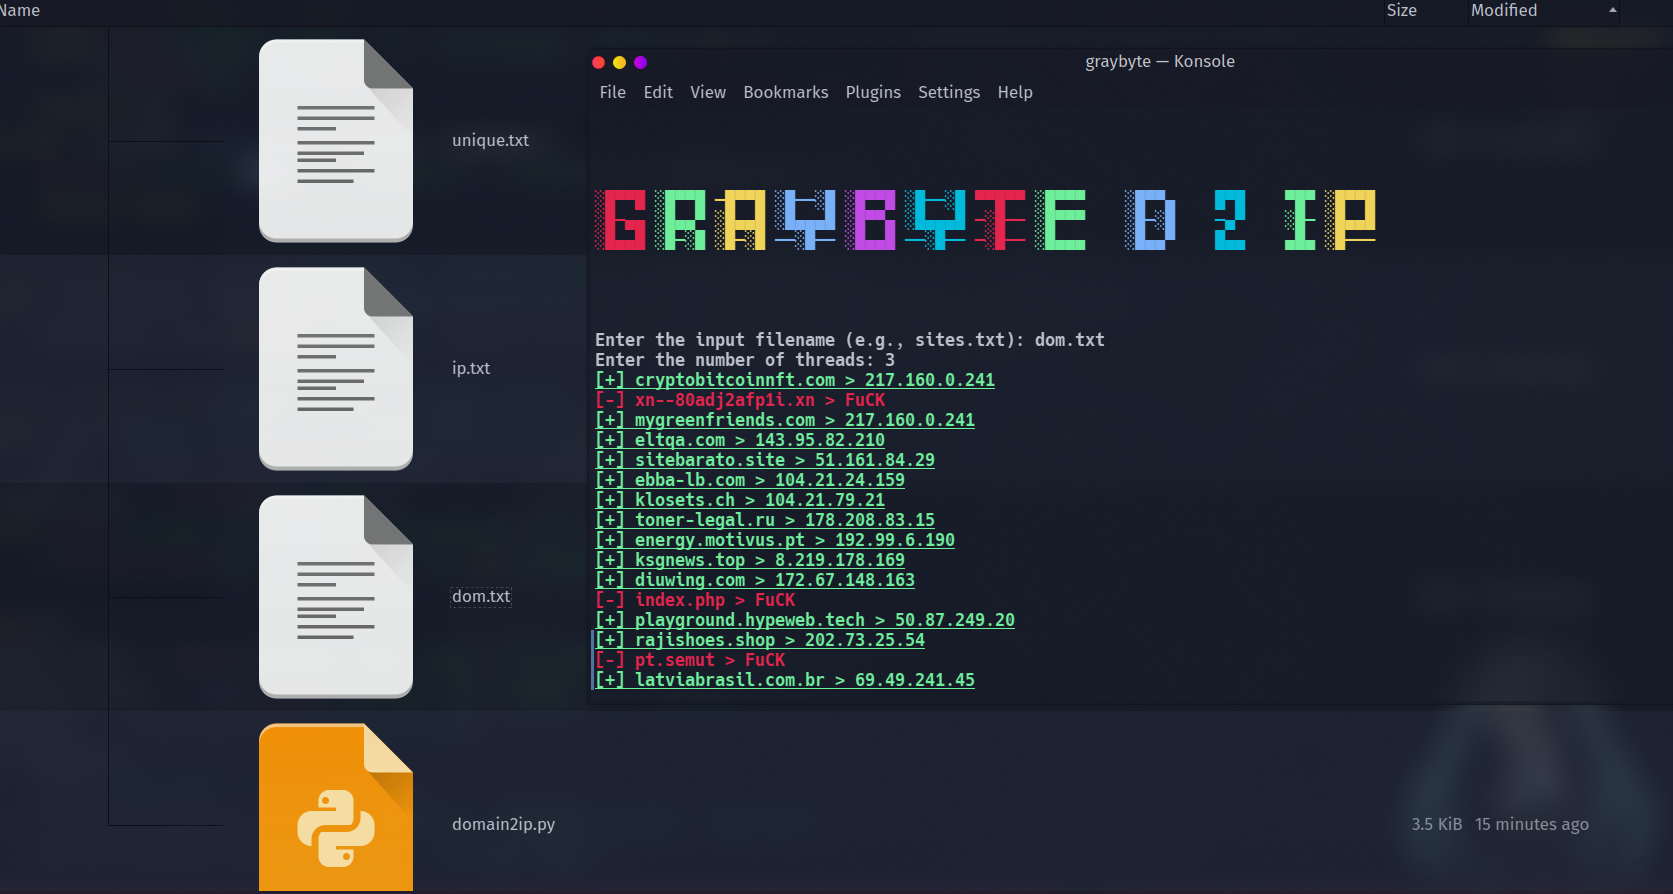 Name Size Modified
unique.txt
ip.txt
dom.txt
domain2ip.py 3.5 KiB 15 minutes ago
graybyte — Konsole
File Edit View Bookmarks Plugins Settings Help
GRAYBYTE D 2 IP
Enter the input filename (e.g., sites.txt): dom.txt
Enter the number of threads: 3
[+] cryptobitcoinnft.com > 217.160.0.241
[-] xn--80adj2afp1i.xn > FuCK
[+] mygreenfriends.com > 217.160.0.241
[+] eltqa.com > 143.95.82.210
[+] sitebarato.site > 51.161.84.29
[+] ebba-lb.com > 104.21.24.159
[+] klosets.ch > 104.21.79.21
[+] toner-legal.ru > 178.208.83.15
[+] energy.motivus.pt > 192.99.6.190
[+] ksgnews.top > 8.219.178.169
[+] diuwing.com > 172.67.148.163
[-] index.php > FuCK
[+] playground.hypeweb.tech > 50.87.249.20
[+] rajishoes.shop > 202.73.25.54
[-] pt.semut > FuCK
[+] latviabrasil.com.br > 69.49.241.45